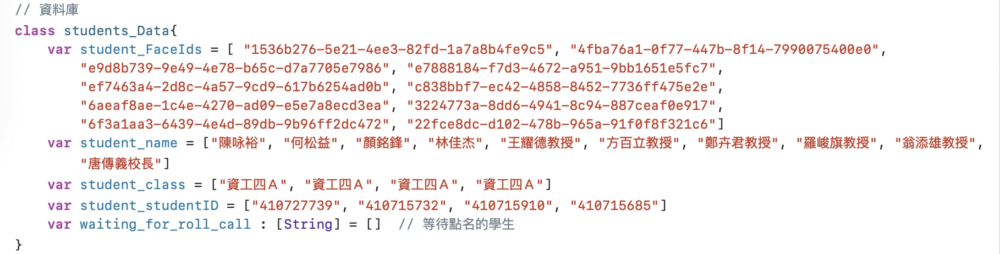 // 資料庫
class students_Data{
    var student_FaceIds = [ "1536b276-5e21-4ee3-82fd-1a7a8b4fe9c5", "4fba76a1-0f77-447b-8f14-7990075400e0",
        "e9d8b739-9e49-4e78-b65c-d7a7705e7986", "e7888184-f7d3-4672-a951-9bb1651e5fc7",
        "ef7463a4-2d8c-4a57-9cd9-617b6254ad0b", "c838bbf7-ec42-4858-8452-7736ff475e2e",
        "6aeaf8ae-1c4e-4270-ad09-e5e7a8ecd3ea", "3224773a-8dd6-4941-8c94-887ceaf0e917",
        "6f3a1aa3-6439-4e4d-89db-9b96ff2dc472", "22fce8dc-d102-478b-965a-91f0f8f321c6"]
    var student_name = ["陳咏裕", "何松益", "顏銘鋒", "林佳杰", "王耀德教授", "方百立教授", "鄭卉君教授", "羅峻旗教授", "翁添雄教授",
        "唐傳義校長"]
    var student_class = ["資工四Ａ", "資工四Ａ", "資工四Ａ", "資工四Ａ"]
    var student_studentID = ["410727739", "410715732", "410715910", "410715685"]
    var waiting_for_roll_call : [String] = []  // 等待點名的學生
}